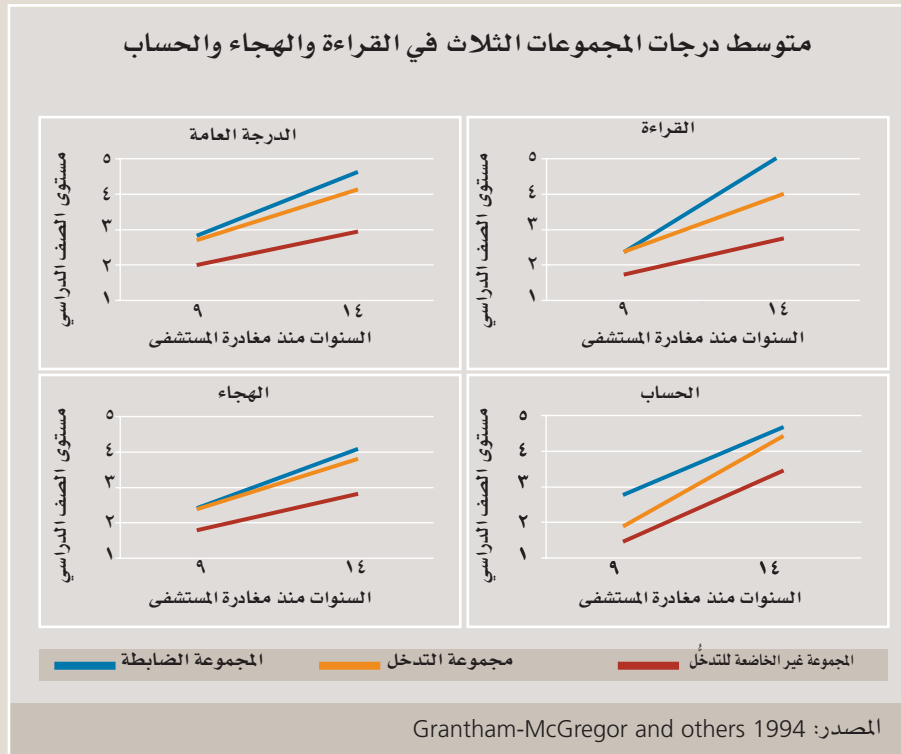 متوسط درجات المجموعات الثلاث في القراءة والهجاء والحساب
القراءة
مستوى الصف الدراسي
٥
٤
٣
٢
١
٩ ١٤
السنوات منذ مغادرة المستشفى
الدرجة العامة
مستوى الصف الدراسي
٥
٤
٣
٢
١
٩ ١٤
السنوات منذ مغادرة المستشفى
الحساب
مستوى الصف الدراسي
٥
٤
٣
٢
١
٩ ١٤
السنوات منذ مغادرة المستشفى
الهجاء
مستوى الصف الدراسي
٥
٤
٣
٢
١
٩ ١٤
السنوات منذ مغادرة المستشفى
المجموعة غير الخاضعة للتدخُّل مجموعة التدخل المجموعة الضابطة
المصدر: Grantham-McGregor and others 1994